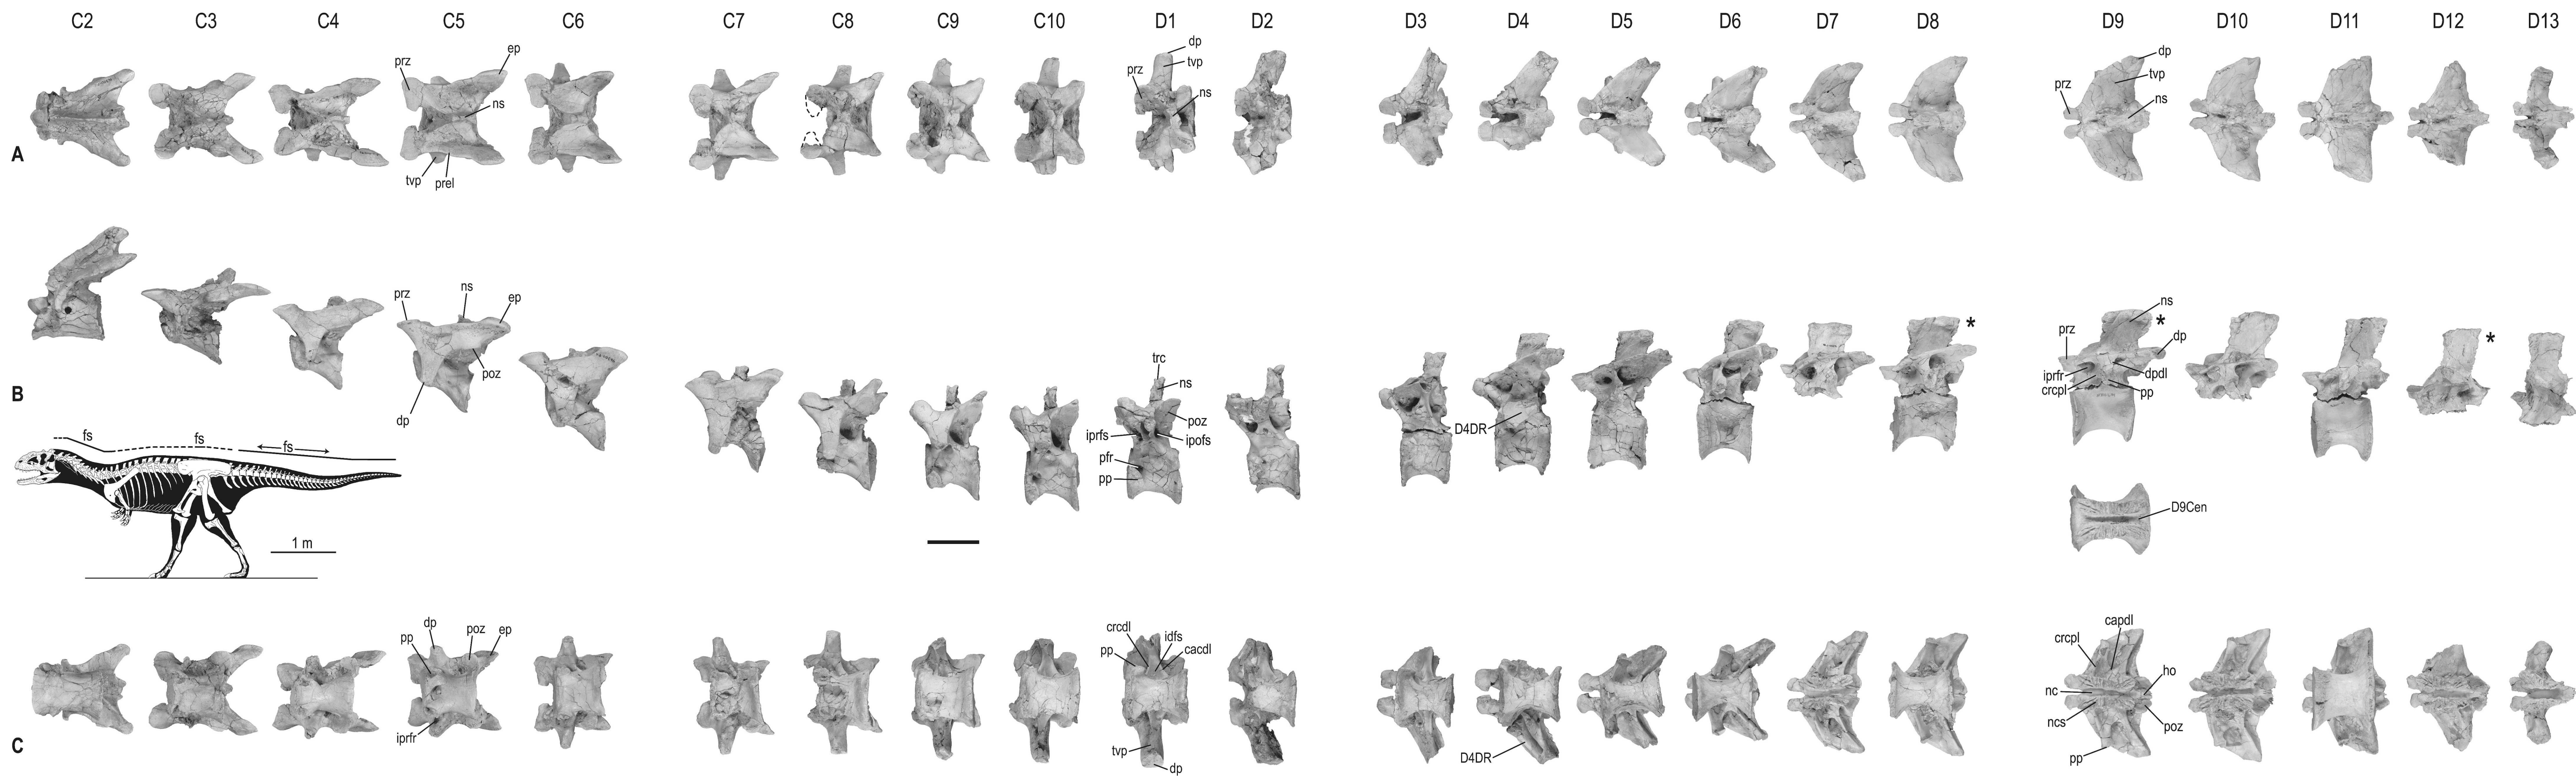 C2 C3 C4 C5 C6 C7 C8 C9 C10 D1 D2 D3 D4 D5 D6 D7 D8 D9 D10 D11 D12 D13
A
prz
ep
ns
tvp
prel
prz
dp
tvp
ns
prz
dp
tvp
ns
B
prz
ns
ep
poz
dp
trc
ns
poz
iprfs
ipofs
pfr
pp
D4DR
*
prz
ns
*
dp
iprfr
dpdl
crcpl
pp
*
D9Cen
fs
fs
fs
1 m
C
pp
dp
poz
ep
iprfr
crcdl
idfs
pp
cacdl
tvp
dp
D4DR
capdl
crcpl
ho
nc
ncs
poz
pp